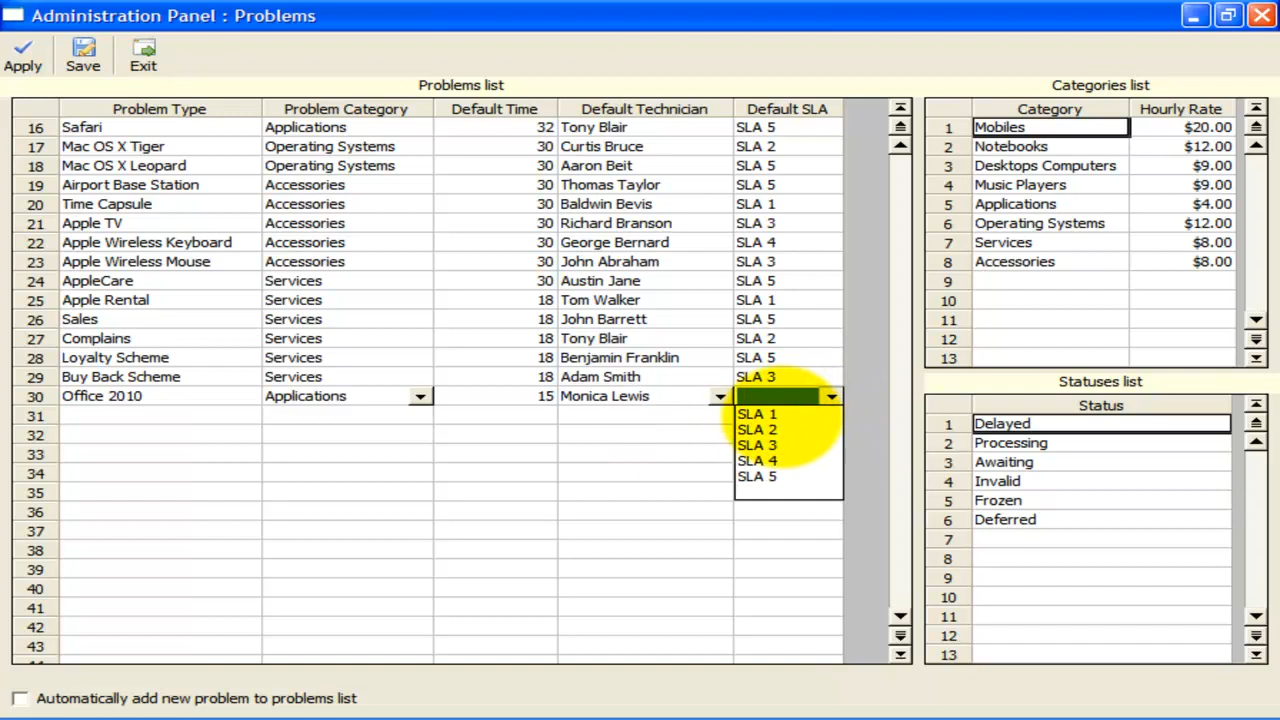 Administration Panel : Problems
Apply Save Exit
Problems list
Problem Type Problem Category Default Time Default Technician Default SLA
16 Safari Applications 32 Tony Blair SLA 5
17 Mac OS X Tiger Operating Systems 30 Curtis Bruce SLA 2
18 Mac OS X Leopard Operating Systems 30 Aaron Beit SLA 5
19 Airport Base Station Accessories 30 Thomas Taylor SLA 5
20 Time Capsule Accessories 30 Baldwin Bevis SLA 1
21 Apple TV Accessories 30 Richard Branson SLA 3
22 Apple Wireless Keyboard Accessories 30 George Bernard SLA 4
23 Apple Wireless Mouse Accessories 30 John Abraham SLA 3
24 AppleCare Services 30 Austin Jane SLA 5
25 Apple Rental Services 18 Tom Walker SLA 1
26 Sales Services 18 John Barrett SLA 5
27 Complains Services 18 Tony Blair SLA 2
28 Loyalty Scheme Services 18 Benjamin Franklin SLA 5
29 Buy Back Scheme Services 18 Adam Smith SLA 3
30 Office 2010 Applications 15 Monica Lewis
SLA 1
SLA 2
SLA 3
SLA 4
SLA 5
31
32
33
34
35
36
37
38
39
40
41
42
43
Categories list
Category Hourly Rate
1 Mobiles $20.00
2 Notebooks $12.00
3 Desktops Computers $9.00
4 Music Players $9.00
5 Applications $4.00
6 Operating Systems $12.00
7 Services $8.00
8 Accessories $8.00
9
10
11
12
13
Statuses list
Status
1 Delayed
2 Processing
3 Awaiting
4 Invalid
5 Frozen
6 Deferred
7
8
9
10
11
12
13
Automatically add new problem to problems list